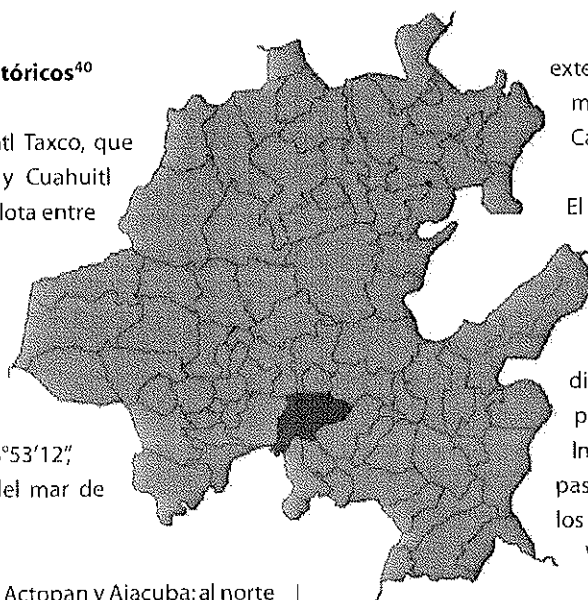 tóricos⁴⁰
tl Taxco, que
y Cuahuitl
lota entre
°53'12",
del mar de
Actopan y Ajacuba: al norte
exte
m
Ca
El
di
p
In
pas
los